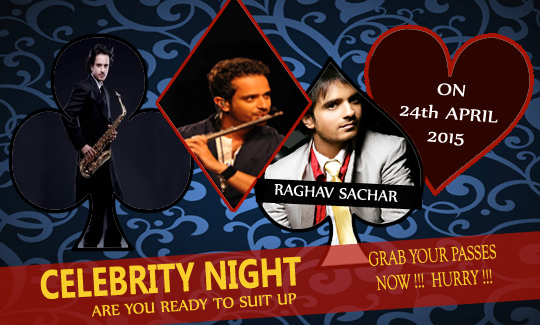 ON
24th APRIL
2015
RAGHAV SACHAR
CELEBRITY NIGHT
ARE YOU READY TO SUIT UP
GRAB YOUR PASSES
NOW !!! HURRY !!!